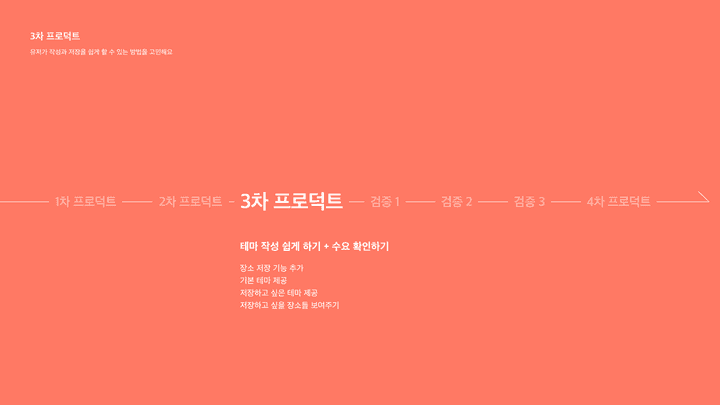 3차 프로덕트
유저가 작성과 저장을 쉽게 할 수 있는 방법을 고민해요
1차 프로덕트
2차 프로덕트
3차 프로덕트
검증 1
검증 2
검증 3
4차 프로덕트
테마 작성 쉽게 하기 + 수요 확인하기
장소 저장 기능 추가
기본 테마 제공
저장하고 싶은 테마 제공
저장하고 싶을 장소들 보여주기